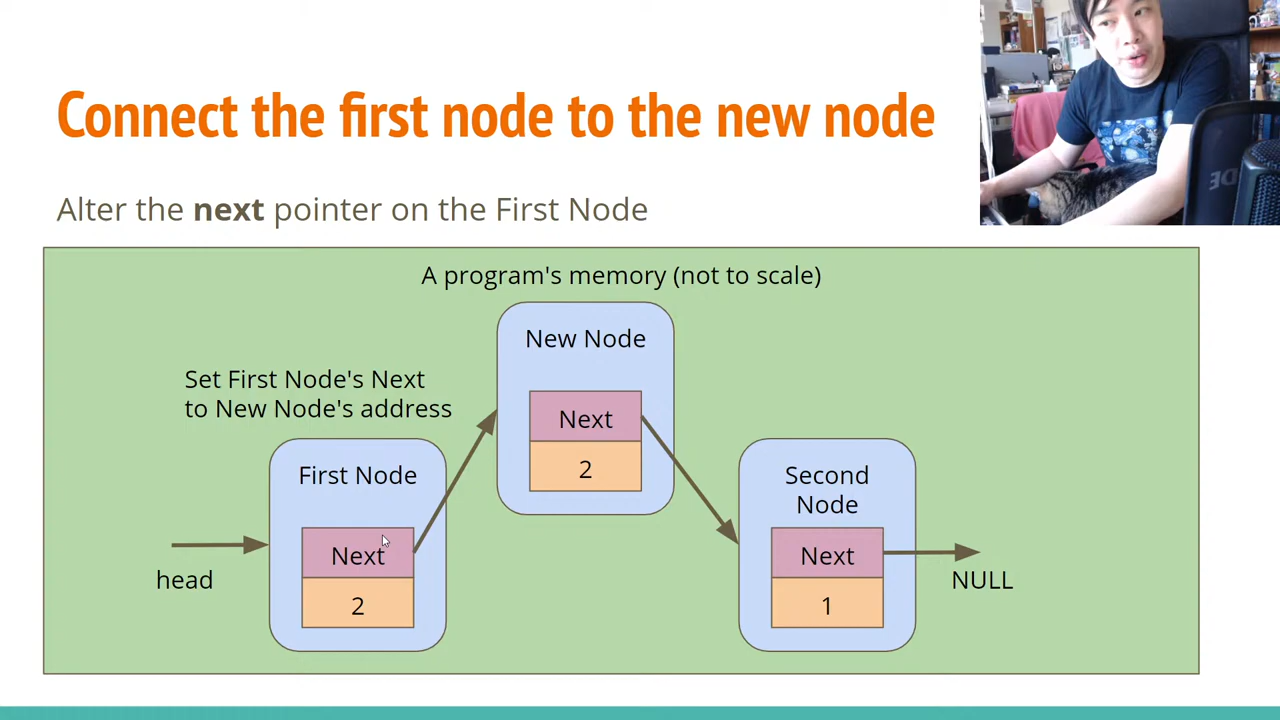 Connect the first node to the new node
Alter the next pointer on the First Node
A program's memory (not to scale)
New Node
Next
2
Set First Node's Next
to New Node's address
First Node
Next
2
head
Second
Node
Next
1
NULL